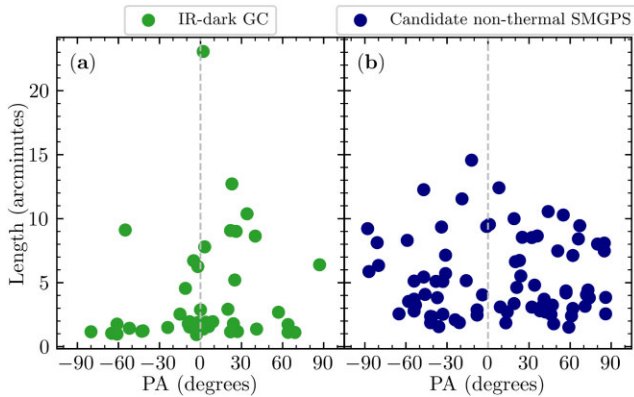 IR-dark GC
Candidate non-thermal SMGPS
(a)
(b)
Length (arcminutes)
20
15
10
5
0
−90 −60 −30 0 30 60 90
−90 −60 −30 0 30 60 90
PA (degrees)
PA (degrees)